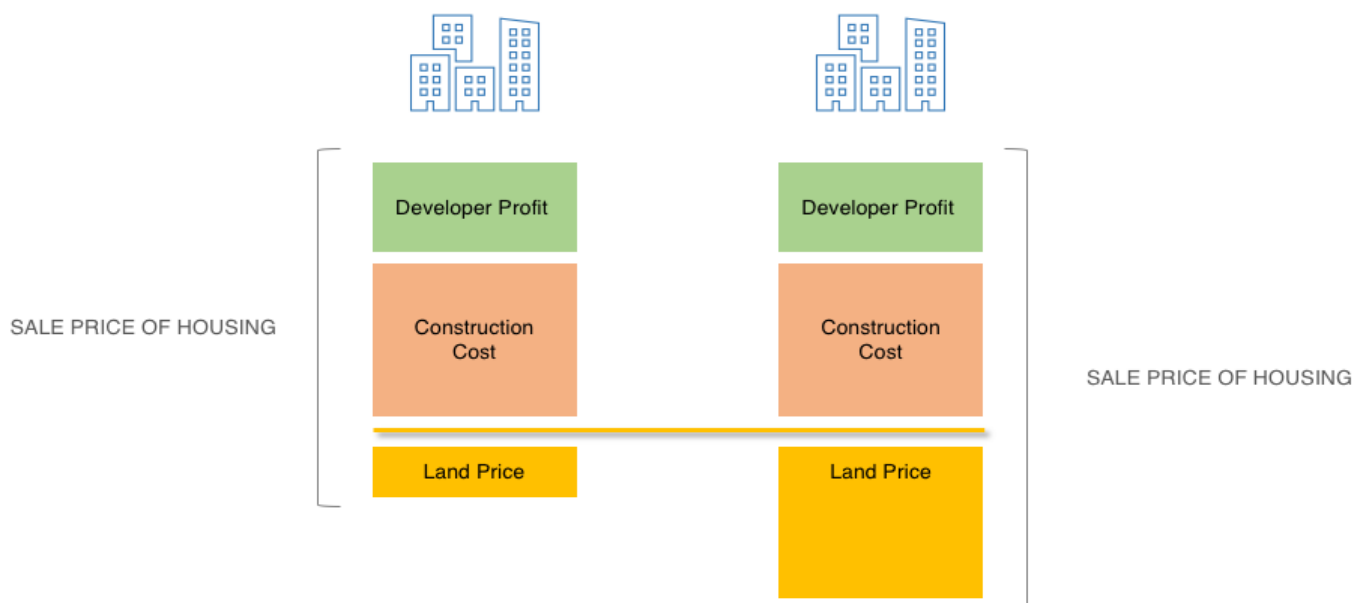 Developer Profit
Developer Profit
SALE PRICE OF HOUSING
Construction
Cost
Construction
Cost
SALE PRICE OF HOUSING
Land Price
Land Price